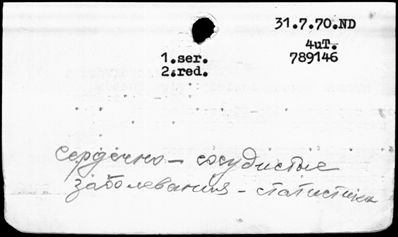 31.7.70.ND
4uT.
1.ser. 789146
2.red.
сердечно – сосудистые
заболевания – статистика